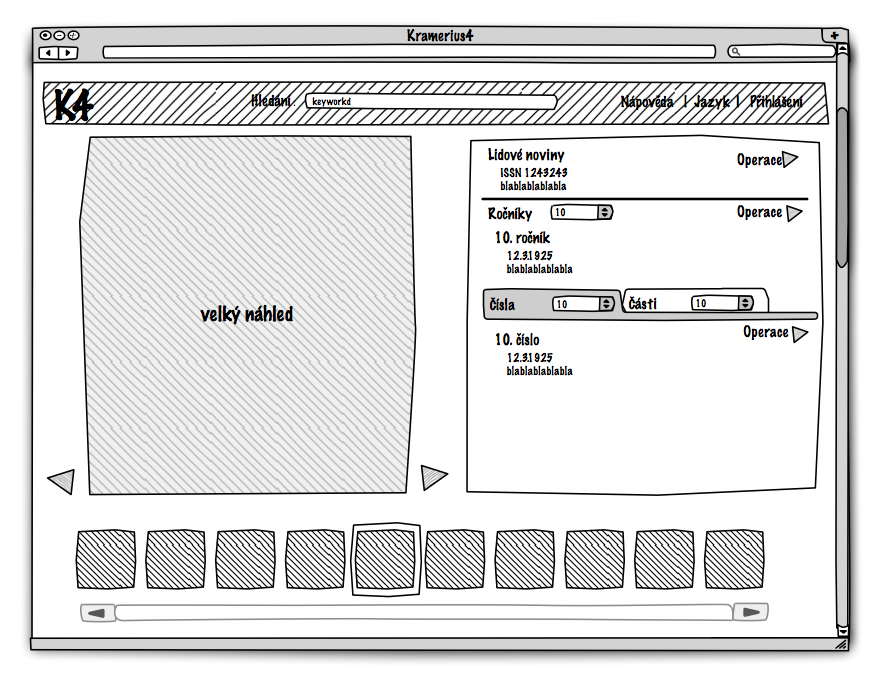 Kramerius4
K4
Hledání.
keyworkd
Nápověda | Jazyk | Přihlášení
velký náhled
Lidové noviny
ISSN 1243243
blablablablabla
Operace
Ročníky
10
Operace
10. ročník
12.3.1925
blablablablabla
Čísla
10
Části
10
Operace
10. číslo
12.3.1925
blablablablabla